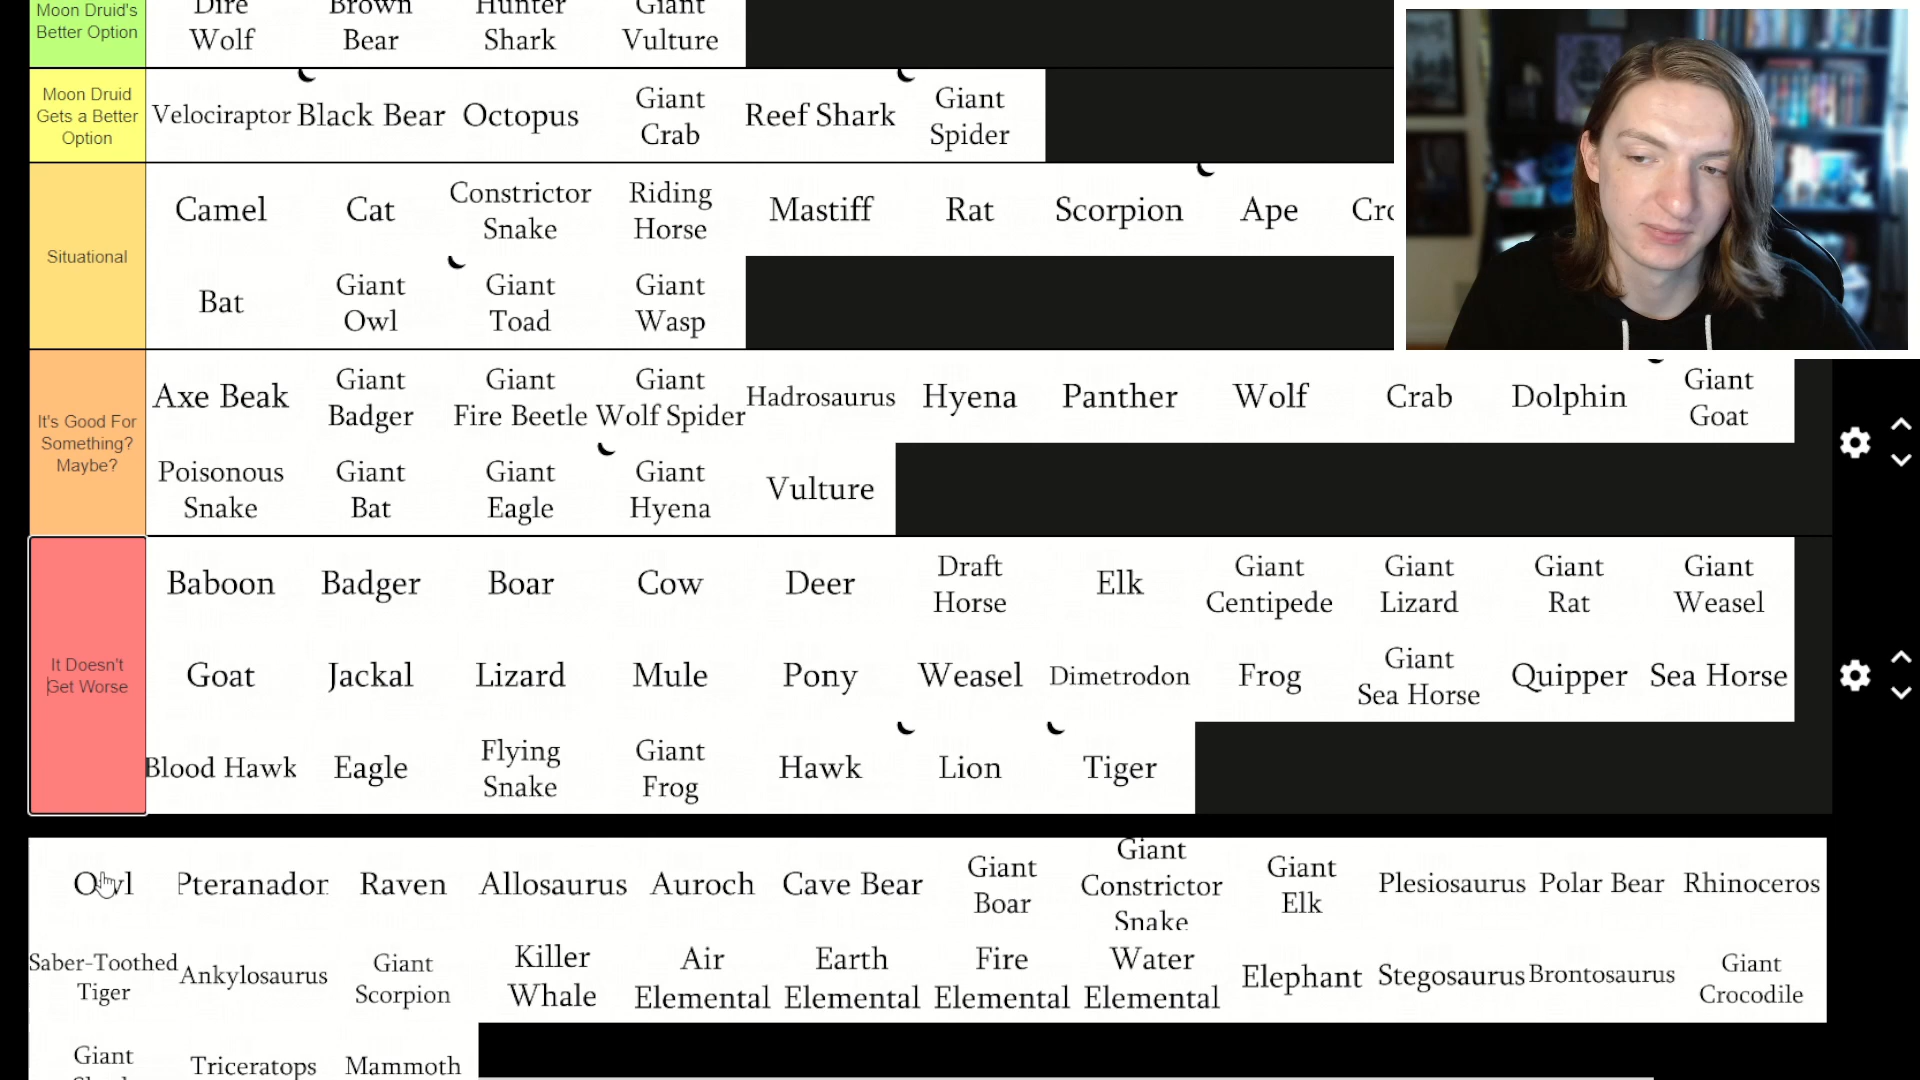 Moon Druid's
Better Option
Dire
Wolf
Brown
Bear
Hunter
Shark
Giant
Vulture
Moon Druid
Gets a Better
Option
Velociraptor
Black Bear
Octopus
Giant
Crab
Reef Shark
Giant
Spider
Situational
Camel
Cat
Constrictor
Snake
Riding
Horse
Mastiff
Rat
Scorpion
Ape
Cro
Bat
Giant
Owl
Giant
Toad
Giant
Wasp
It's Good For
Something?
Maybe?
Axe Beak
Giant
Badger
Giant
Fire Beetle
Giant
Wolf Spider
Hadrosaurus
Hyena
Panther
Wolf
Crab
Dolphin
Giant
Goat
Poisonous
Snake
Giant
Bat
Giant
Eagle
Giant
Hyena
Vulture
It Doesn't
Get Worse
Baboon
Badger
Boar
Cow
Deer
Draft
Horse
Elk
Giant
Centipede
Giant
Lizard
Giant
Rat
Giant
Weasel
Goat
Jackal
Lizard
Mule
Pony
Weasel
Dimetrodon
Frog
Giant
Sea Horse
Quipper
Sea Horse
Blood Hawk
Eagle
Flying
Snake
Giant
Frog
Hawk
Lion
Tiger
Owl
Pteranador
Raven
Allosaurus
Auroch
Cave Bear
Giant
Boar
Giant
Constrictor
Snake
Giant
Elk
Plesiosaurus
Polar Bear
Rhinoceros
Saber-Toothed
Tiger
Ankylosaurus
Giant
Scorpion
Killer
Whale
Air
Elemental
Earth
Elemental
Fire
Elemental
Water
Elemental
Elephant
Stegosaurus
Brontosaurus
Giant
Crocodile
Giant
Triceratops
Mammoth